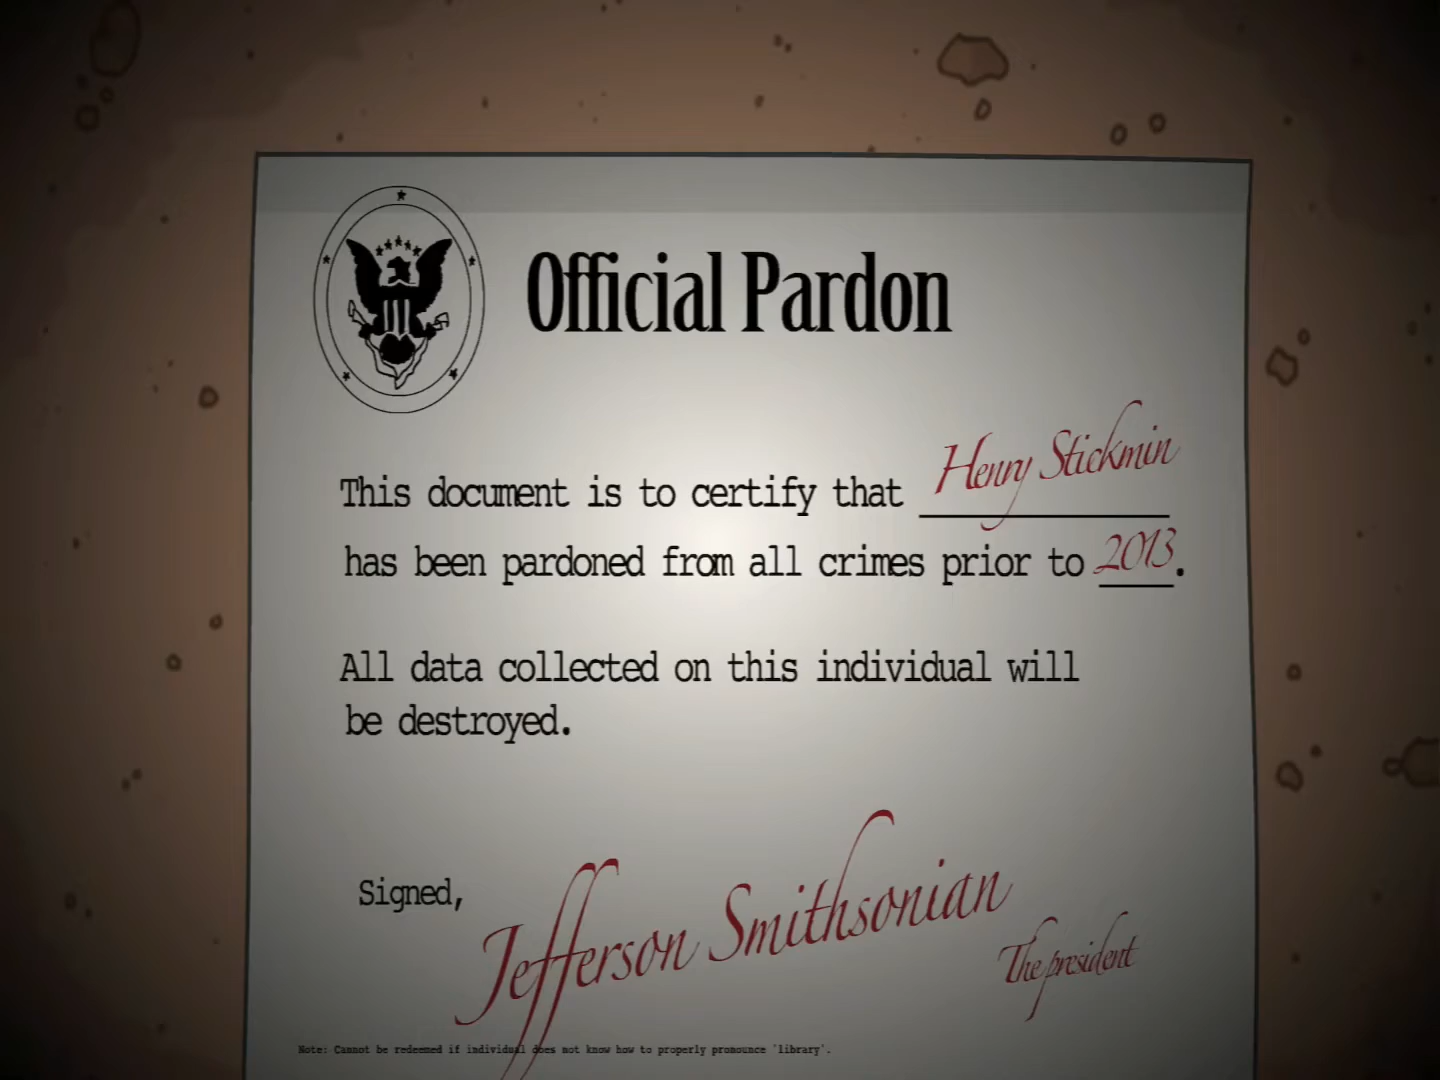 Official Pardon
This document is to certify that Henry Stickmin
has been pardoned from all crimes prior to 2013.
All data collected on this individual will
be destroyed.
Signed, Jefferson Smithsonian
The president
Note: Cannot be redeemed if individual does not know how to properly pronounce 'library'.